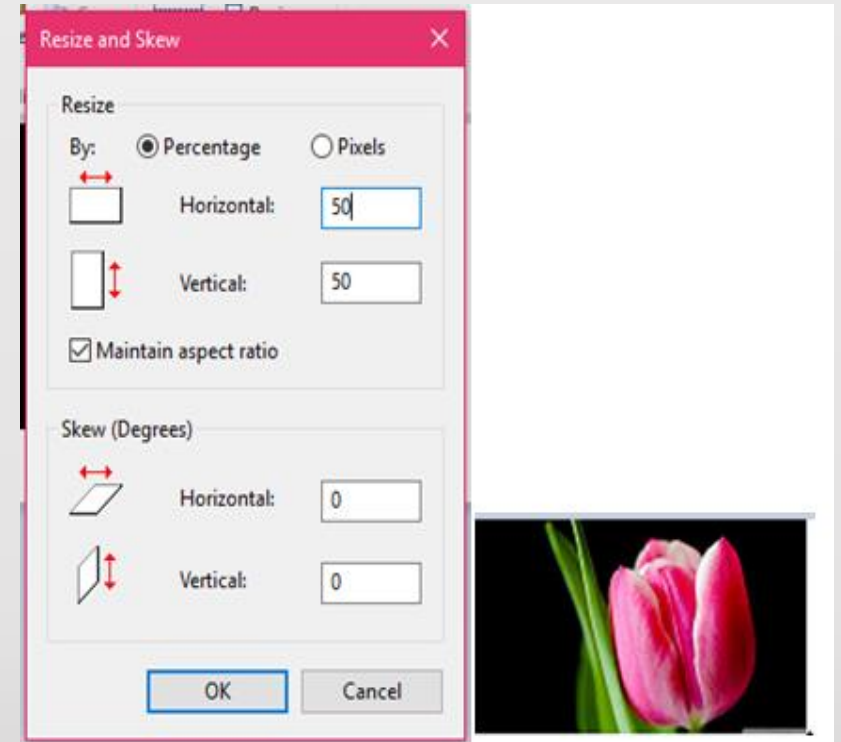 Resize and Skew
Resize
By: Percentage Pixels
Horizontal: 50
Vertical: 50
Maintain aspect ratio
Skew (Degrees)
Horizontal: 0
Vertical: 0
OK Cancel